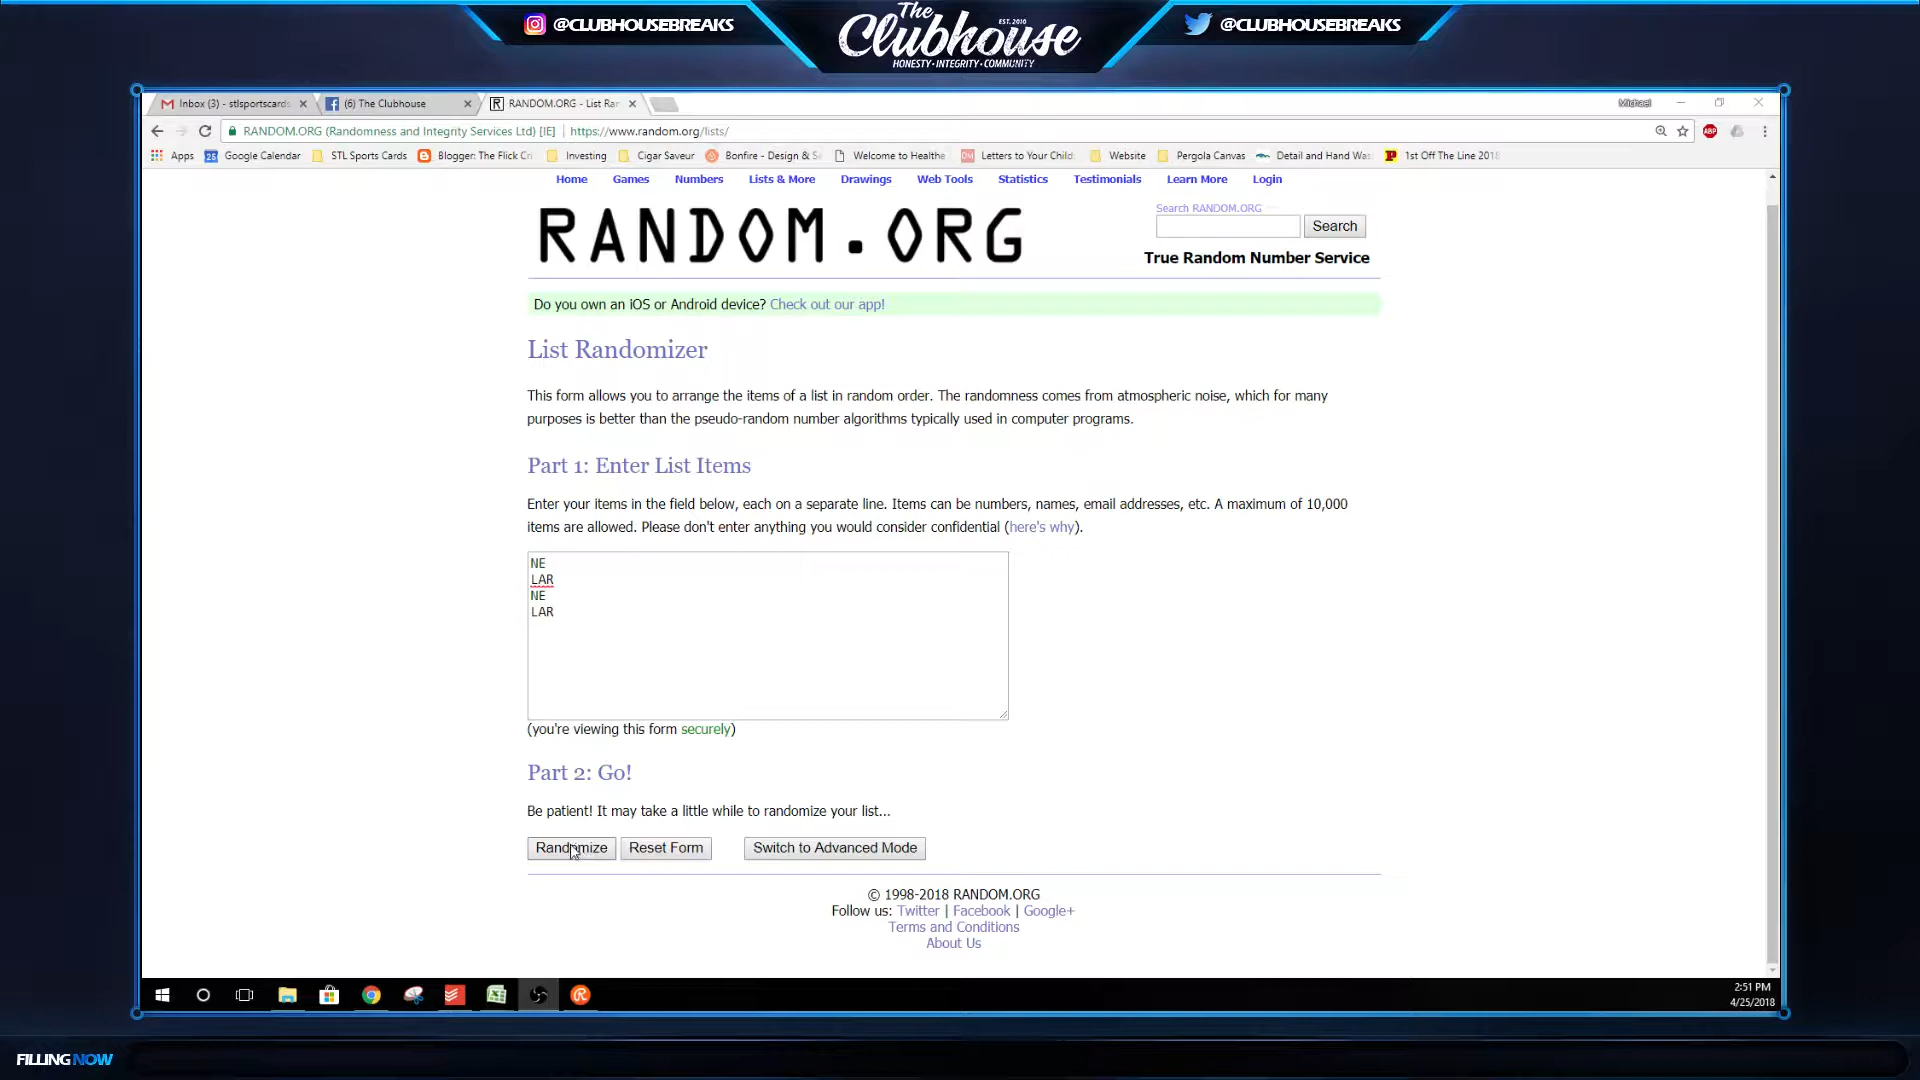 @CLUBHOUSEBREAKS
The
EST. 2010
Clubhouse
HONESTY • INTEGRITY • COMMUNITY
@CLUBHOUSEBREAKS
Inbox (3) - stlsportscards
(6) The Clubhouse
RANDOM.ORG - List Ran
Michael
RANDOM.ORG (Randomness and Integrity Services Ltd) [IE] https://www.random.org/lists/
ABP
Apps 25 Google Calendar STL Sports Cards Blogger: The Flick Cri Investing Cigar Saveur Bonfire - Design & S Welcome to Healthe Letters to Your Child Website Pergola Canvas Detail and Hand Was 1st Off The Line 2018
Home Games Numbers Lists & More Drawings Web Tools Statistics Testimonials Learn More Login
RANDOM.ORG
Search RANDOM.ORG
Search
True Random Number Service
Do you own an iOS or Android device? Check out our app!
List Randomizer
This form allows you to arrange the items of a list in random order. The randomness comes from atmospheric noise, which for many
purposes is better than the pseudo-random number algorithms typically used in computer programs.
Part 1: Enter List Items
Enter your items in the field below, each on a separate line. Items can be numbers, names, email addresses, etc. A maximum of 10,000
items are allowed. Please don't enter anything you would consider confidential (here's why).
NE
LAR
NE
LAR
(you're viewing this form securely)
Part 2: Go!
Be patient! It may take a little while to randomize your list...
Randomize Reset Form Switch to Advanced Mode
© 1998-2018 RANDOM.ORG
Follow us: Twitter | Facebook | Google+
Terms and Conditions
About Us
2:51 PM
4/25/2018
FILLING NOW